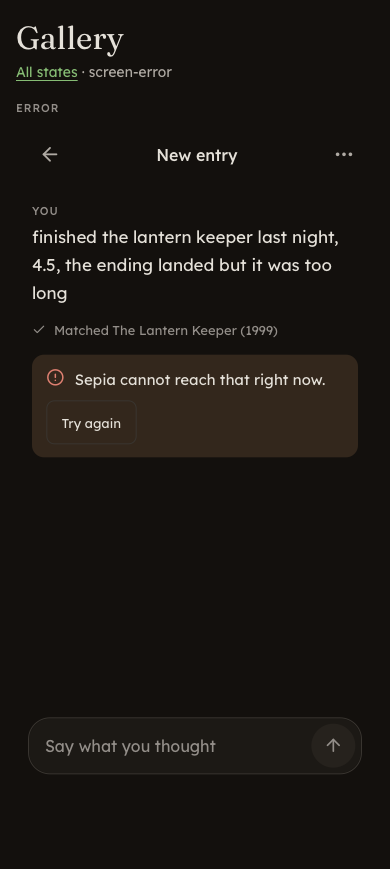 Gallery
All states · screen-error
ERROR
New entry
YOU
finished the lantern keeper last night,
4.5, the ending landed but it was too
long
Matched The Lantern Keeper (1999)
Sepia cannot reach that right now.
Try again
Say what you thought